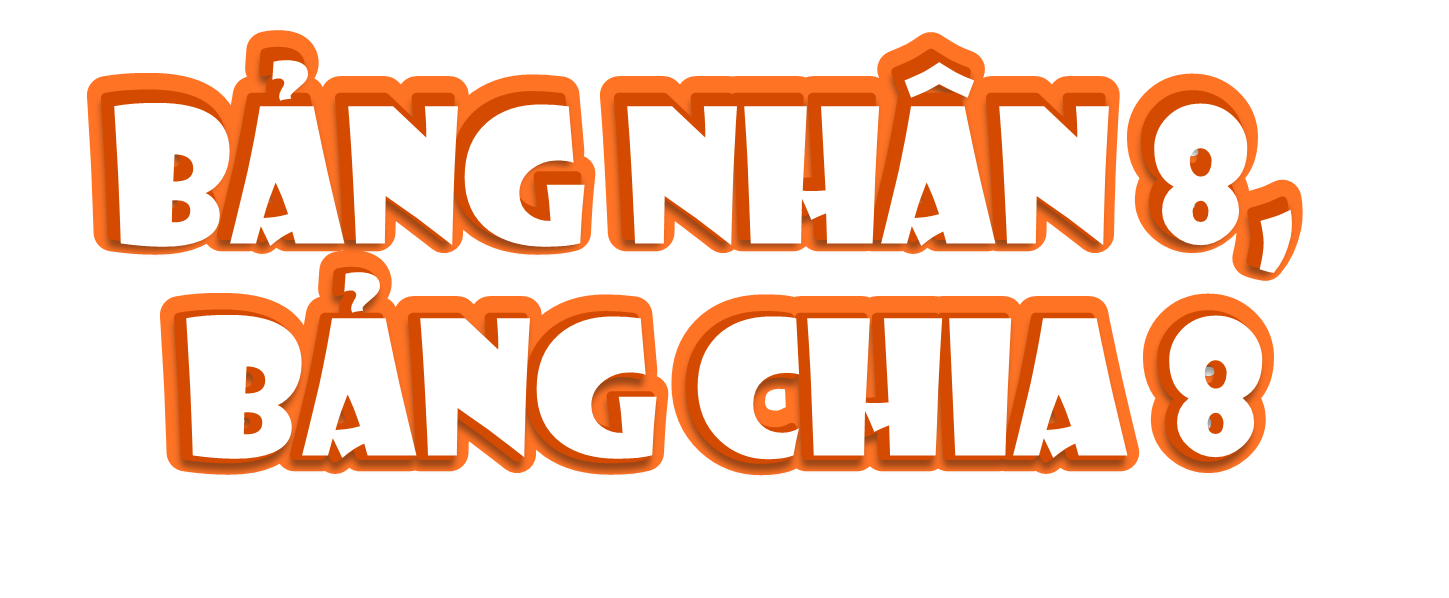 BẢNG NHÂN 8,
BẢNG CHIA 8